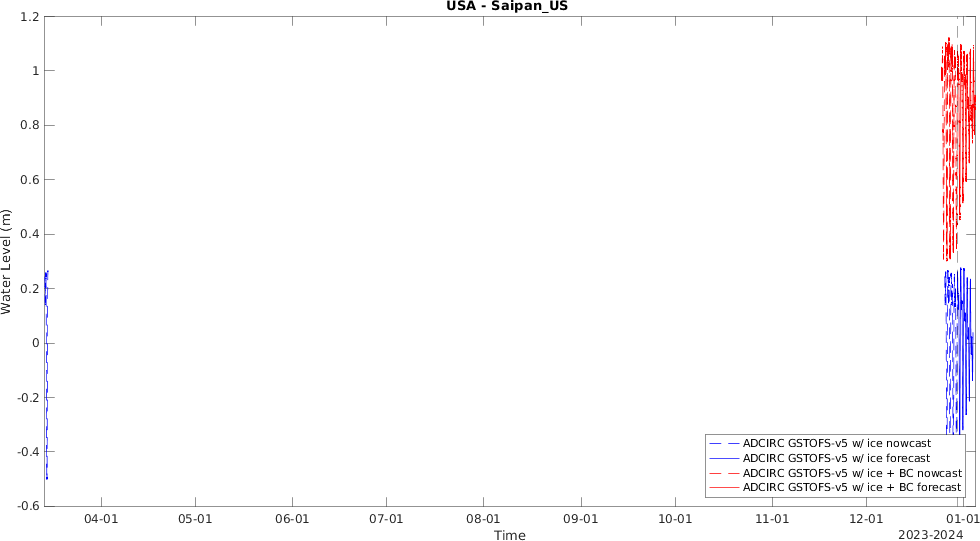 USA - Saipan_US
1.2
1
0.8
0.6
0.4
0.2
0
-0.2
-0.4
-0.6
Water Level (m)
ADCIRC GSTOFS-v5 w/ ice nowcast
ADCIRC GSTOFS-v5 w/ ice forecast
ADCIRC GSTOFS-v5 w/ ice + BC nowcast
ADCIRC GSTOFS-v5 w/ ice + BC forecast
04-01 05-01 06-01 07-01 08-01 09-01 10-01 11-01 12-01 01-01
Time
2023-2024